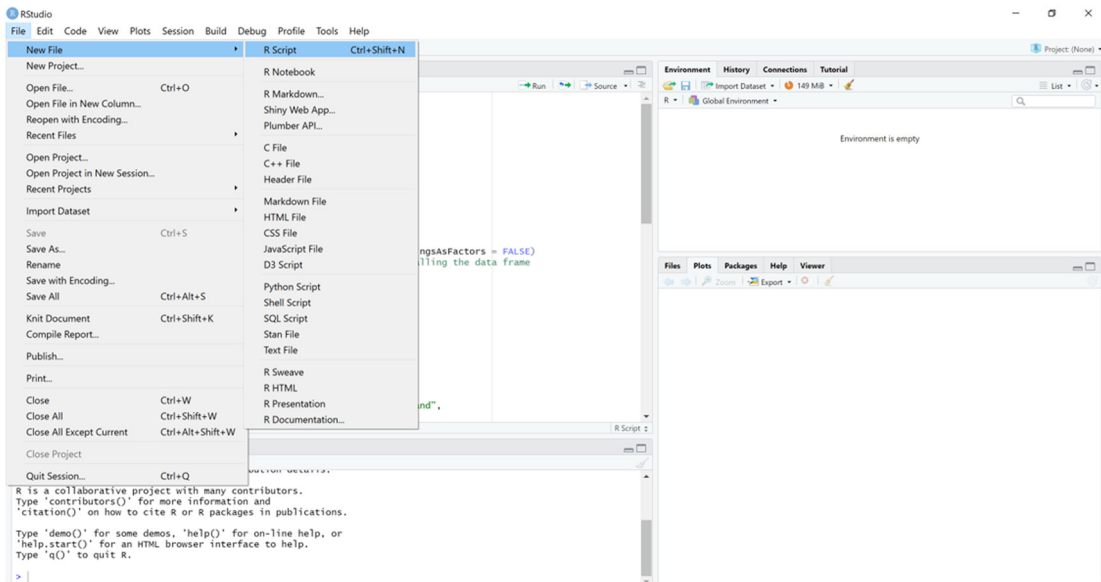 RStudio
File Edit Code View Plots Session Build Debug Profile Tools Help
New File
New Project...
Open File... Ctrl+O
Open File in New Column...
Reopen with Encoding...
Recent Files
Open Project...
Open Project in New Session...
Recent Projects
Import Dataset
Save Ctrl+S
Save As...
Rename
Save with Encoding...
Save All Ctrl+Alt+S
Knit Document Ctrl+Shift+K
Compile Report...
Publish...
Print...
Close Ctrl+W
Close All Ctrl+Shift+W
Close All Except Current Ctrl+Alt+Shift+W
Close Project
Quit Session... Ctrl+Q
R Script Ctrl+Shift+N
R Notebook
R Markdown...
Shiny Web App...
Plumber API...
C File
C++ File
Header File
Markdown File
HTML File
CSS File
JavaScript File
D3 Script
Python Script
Shell Script
SQL Script
Stan File
Text File
R Sweave
R HTML
R Presentation
R Documentation...
Run Source
ngsAsFactors = FALSE)
lling the data frame
nd",
R Script
Project: (None)
Environment History Connections Tutorial
Import Dataset 149 MiB List
R Global Environment
Environment is empty
Files Plots Packages Help Viewer
Zoom Export
bution details.
R is a collaborative project with many contributors.
Type 'contributors()' for more information and
'citation()' on how to cite R or R packages in publications.
Type 'demo()' for some demos, 'help()' for on-line help, or
'help.start()' for an HTML browser interface to help.
Type 'q()' to quit R.
>